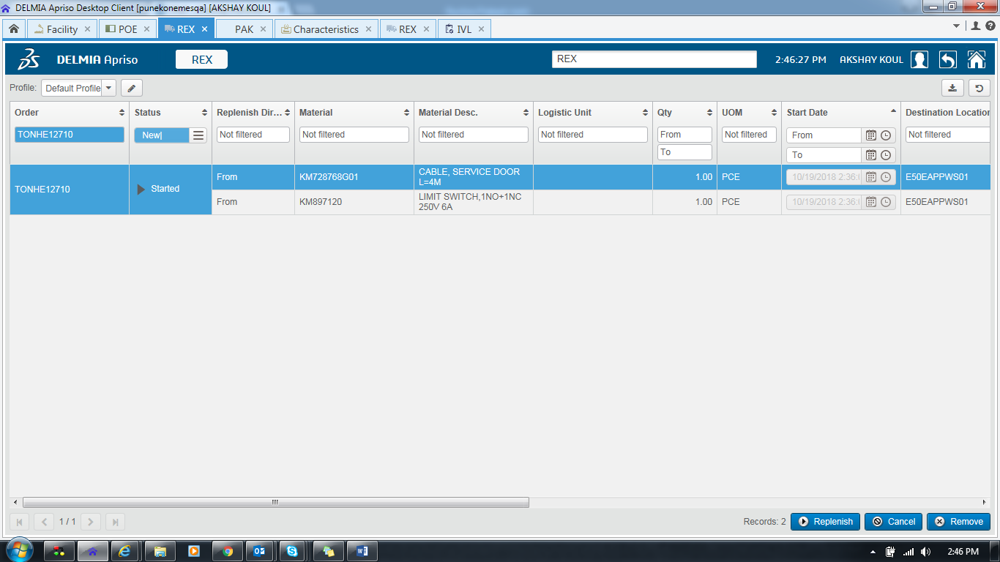 DELMIA Apriso Desktop Client [punekonemesqa] [AKSHAY KOUL]
Facility POE REX PAK Characteristics REX IVL
DELMIA Apriso REX REX 2:46:27 PM AKSHAY KOUL
Profile: Default Profile
Order Status Replenish Dir... Material Material Desc. Logistic Unit Qty UOM Start Date Destination Location
TONHE12710 New Not filtered Not filtered Not filtered Not filtered From Not filtered From Not filtered
To To
TONHE12710 Started From KM728768G01 CABLE, SERVICE DOOR L=4M 1.00 PCE 10/19/2018 2:36: E50EAPPWS01
From KM897120 LIMIT SWITCH,1NO+1NC 250V 6A 1.00 PCE 10/19/2018 2:36: E50EAPPWS01
1 / 1 Records: 2 Replenish Cancel Remove
2:46 PM